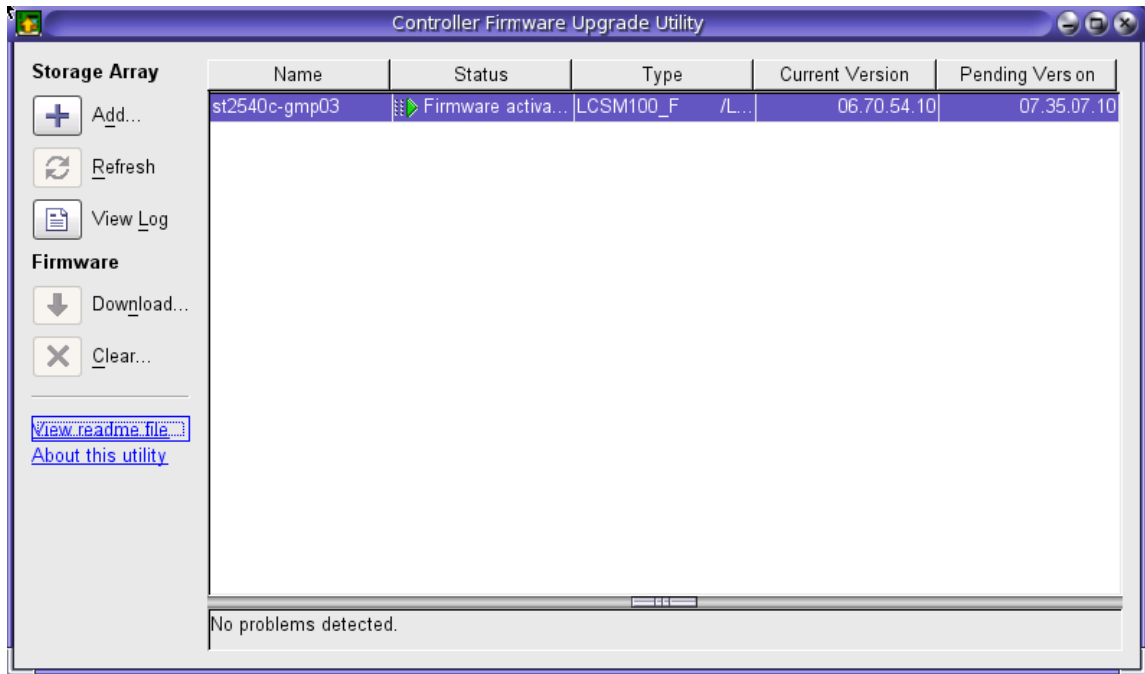 Controller Firmware Upgrade Utility
Storage Array
Add...
Refresh
View Log
Firmware
Download...
Clear...
View readme file
About this utility
Name Status Type Current Version Pending Vers on
st2540c-gmp03 Firmware activa... LCSM100_F /L... 06.70.54.10 07.35.07.10
No problems detected.